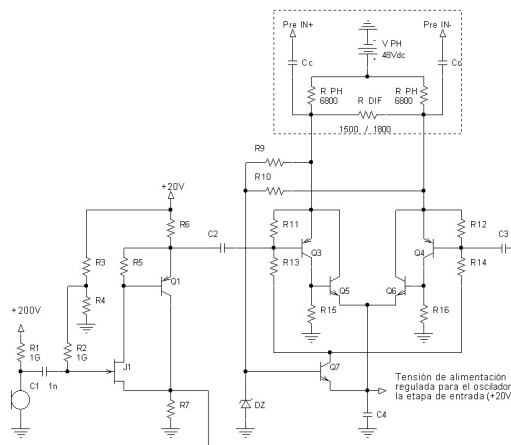 Pre IN+
Pre IN-
V PH
48Vdc
Cc
Cc
R PH
6800
R DIF
R PH
6800
1500 / 1800
R9
R10
+20V
R6
C2
R11
R12
C3
R3
R5
Q3
Q4
R13
R14
Q1
R4
Q5
Q6
+200V
R15
R16
R1
1G
R2
1G
J1
Q7
C1
1n
Tensión de alimentación
regulada para el oscilador
la etapa de entrada (+20V
R7
DZ
C4